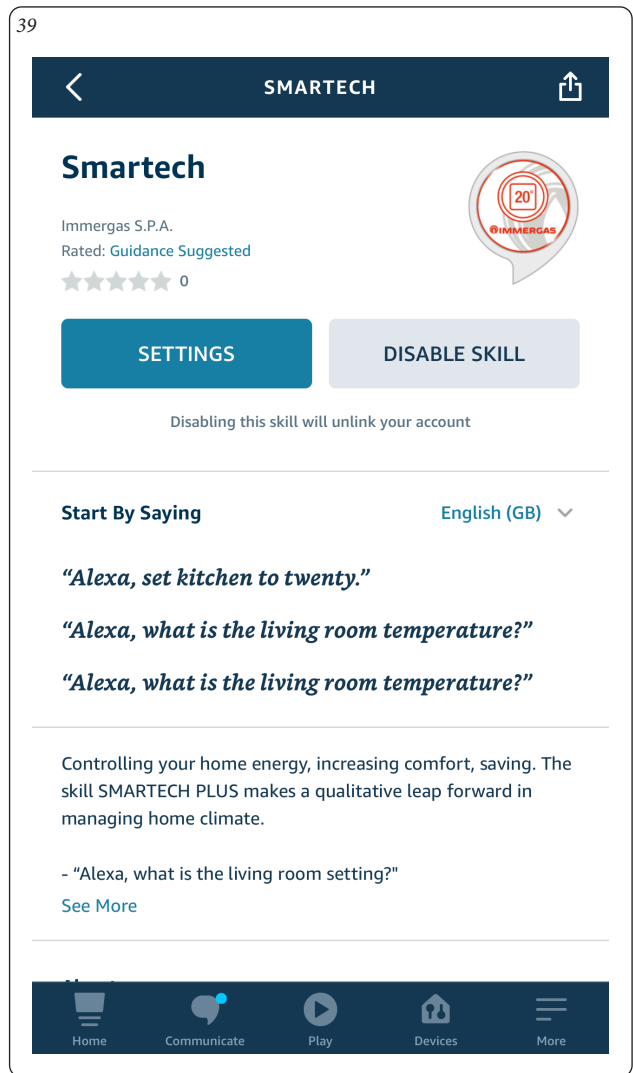 39
SMARTECH
Smartech
20°
IMMERGAS
Immergas S.P.A.
Rated: Guidance Suggested
0
SETTINGS
DISABLE SKILL
Disabling this skill will unlink your account
Start By Saying
English (GB)
“Alexa, set kitchen to twenty.”
“Alexa, what is the living room temperature?”
“Alexa, what is the living room temperature?”
Controlling your home energy, increasing comfort, saving. The
skill SMARTECH PLUS makes a qualitative leap forward in
managing home climate.
- “Alexa, what is the living room setting?"
See More
Home
Communicate
Play
Devices
More